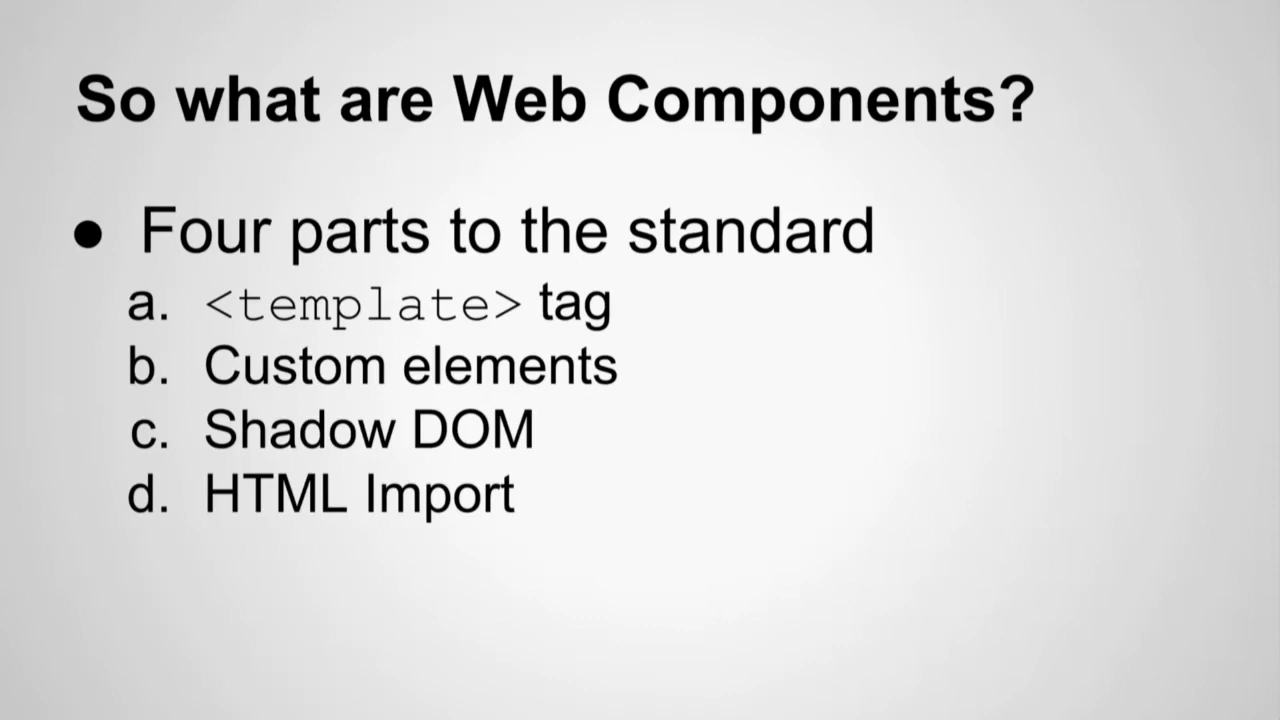 So what are Web Components?
● Four parts to the standard
a. <template> tag
b. Custom elements
c. Shadow DOM
d. HTML Import